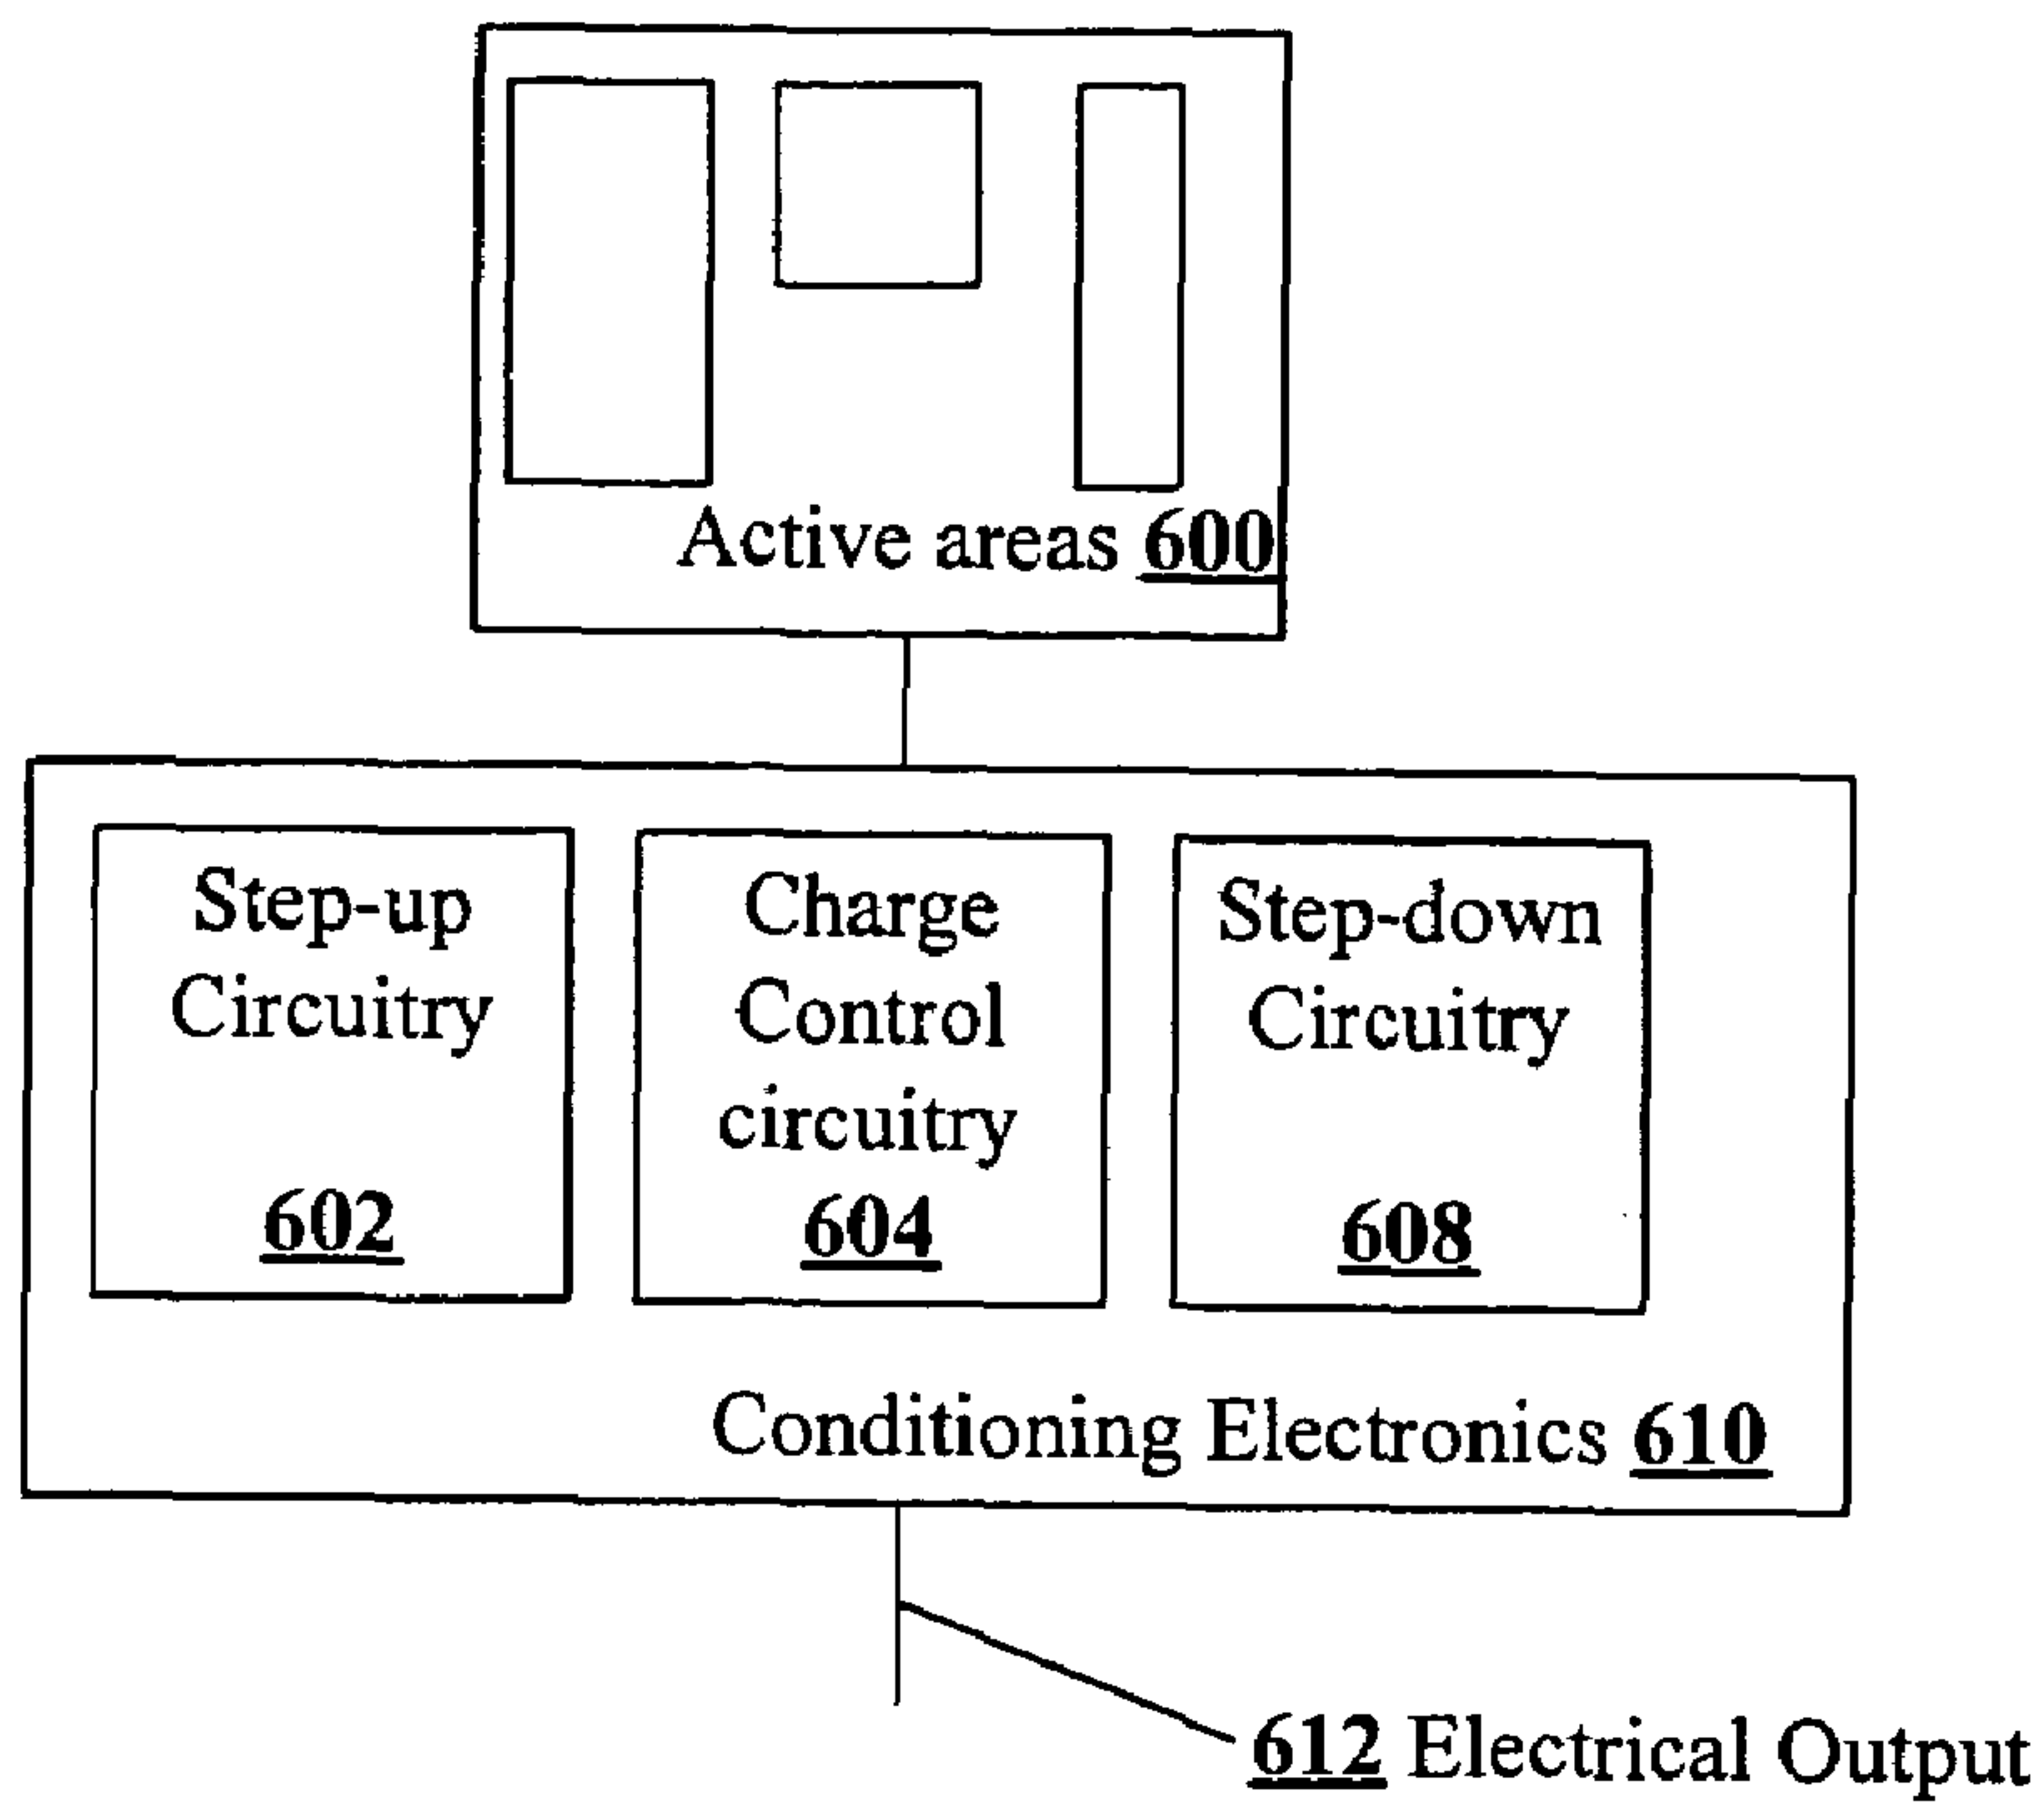 Active areas 600
Step-up
Circuitry
602
Charge
Control
circuitry
604
Step-down
Circuitry
608
Conditioning Electronics 610
612 Electrical Output